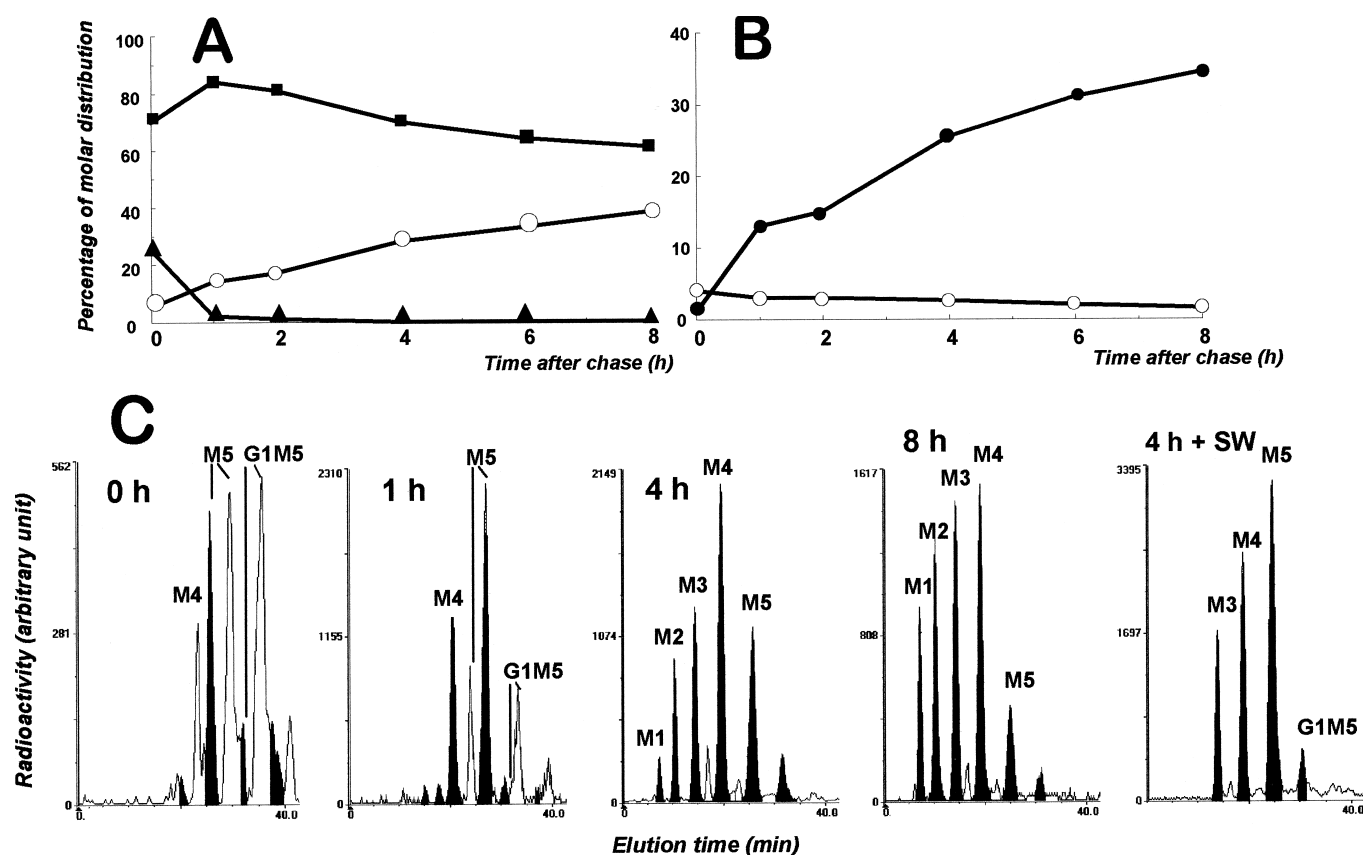 A
B
Percentage of molar distribution
100
80
60
40
20
0
0
2
4
6
8
Time after chase (h)
40
30
20
10
0
0
2
4
6
8
Time after chase (h)
C
Radioactivity (arbitrary unit)
0 h
562
281
0
M4
M5
G1M5
0.
40.0
1 h
2310
1155
0
M4
M5
G1M5
0.
40.0
4 h
2149
1074
0
M1
M2
M3
M4
M5
40.0
8 h
1617
808
0
M1
M2
M3
M4
M5
40.0
4 h + SW
3395
1697
0
M3
M4
M5
G1M5
0.
40.0
Elution time (min)